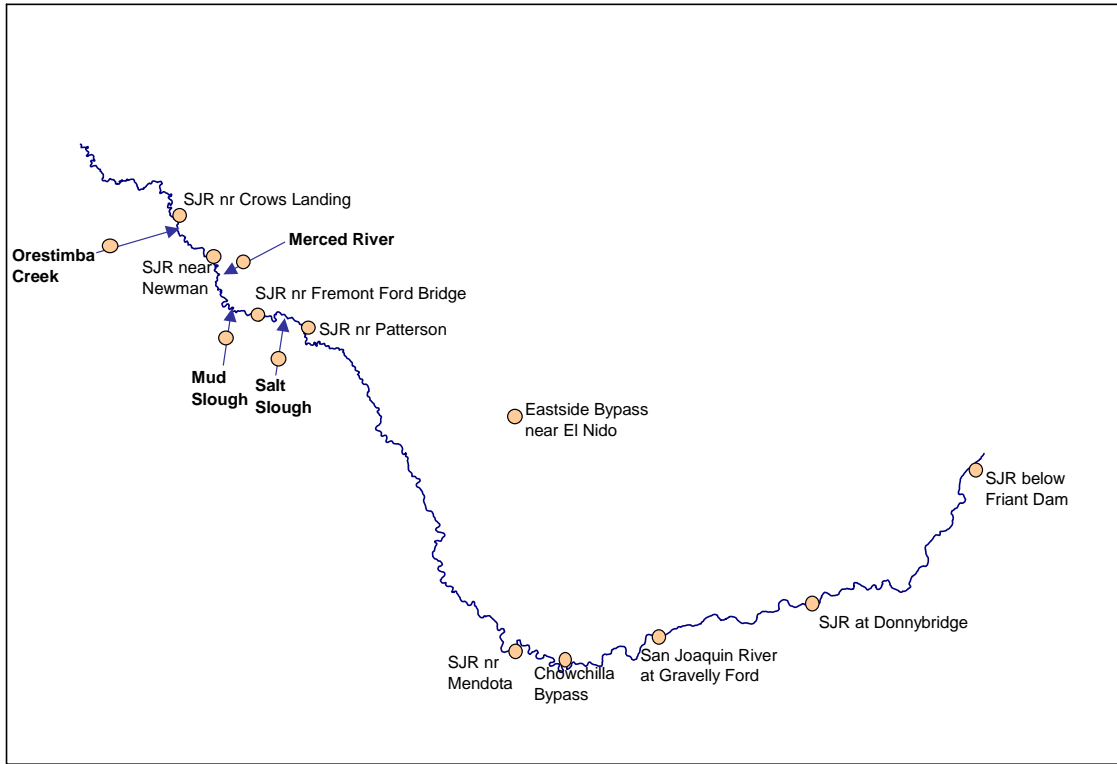 SJR nr Crows Landing
Orestimba
Creek
Merced River
SJR near
Newman
SJR nr Fremont Ford Bridge
SJR nr Patterson
Mud
Slough
Salt
Slough
Eastside Bypass
near El Nido
SJR below
Friant Dam
SJR at Donnybridge
San Joaquin River
at Gravelly Ford
SJR nr
Mendota
Chowchilla
Bypass